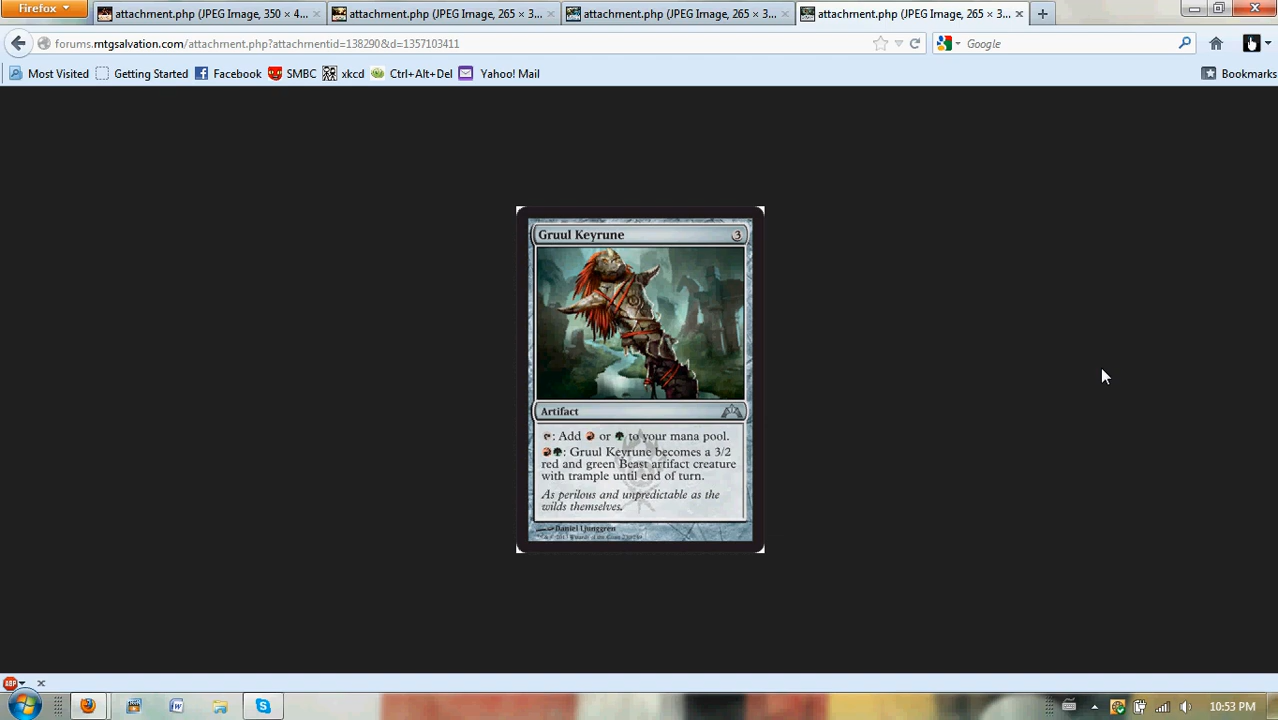 Firefox
attachment.php (JPEG Image, 350 × 4...
attachment.php (JPEG Image, 265 × 3...
attachment.php (JPEG Image, 265 × 3...
attachment.php (JPEG Image, 265 × 3...
forums.mtgsalvation.com/attachment.php?attachmentid=138290&d=1357103411
Google
Most Visited Getting Started Facebook SMBC xkcd Ctrl+Alt+Del Yahoo! Mail Bookmarks
Gruul Keyrune 3
Artifact
: Add or to your mana pool.
: Gruul Keyrune becomes a 3/2
red and green Beast artifact creature
with trample until end of turn.
As perilous and unpredictable as the
wilds themselves.
Daniel Ljunggren
ABP
10:53 PM